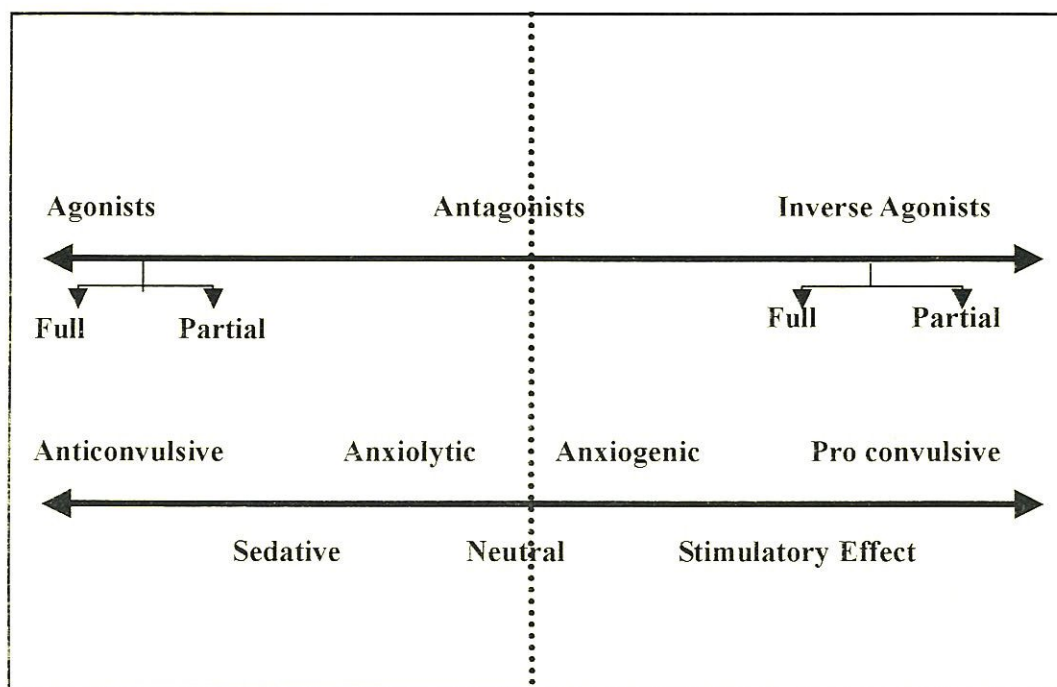 Agonists Antagonists Inverse Agonists
Full Partial Full Partial
Anticonvulsive Anxiolytic Anxiogenic Pro convulsive
Sedative Neutral Stimulatory Effect